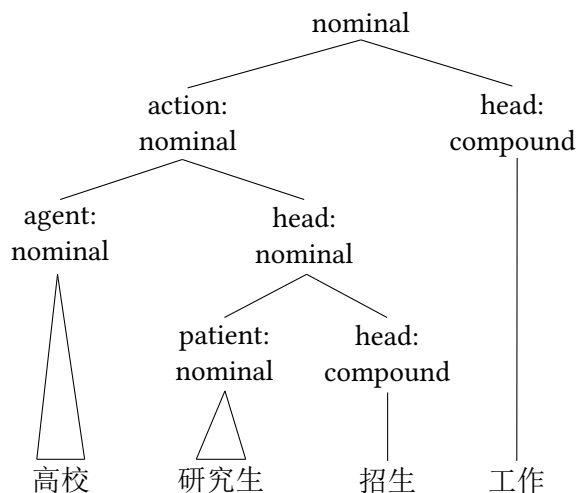 nominal
action:
nominal
head:
compound
agent:
nominal
head:
nominal
patient:
nominal
head:
compound
高校 研究生 招生 工作